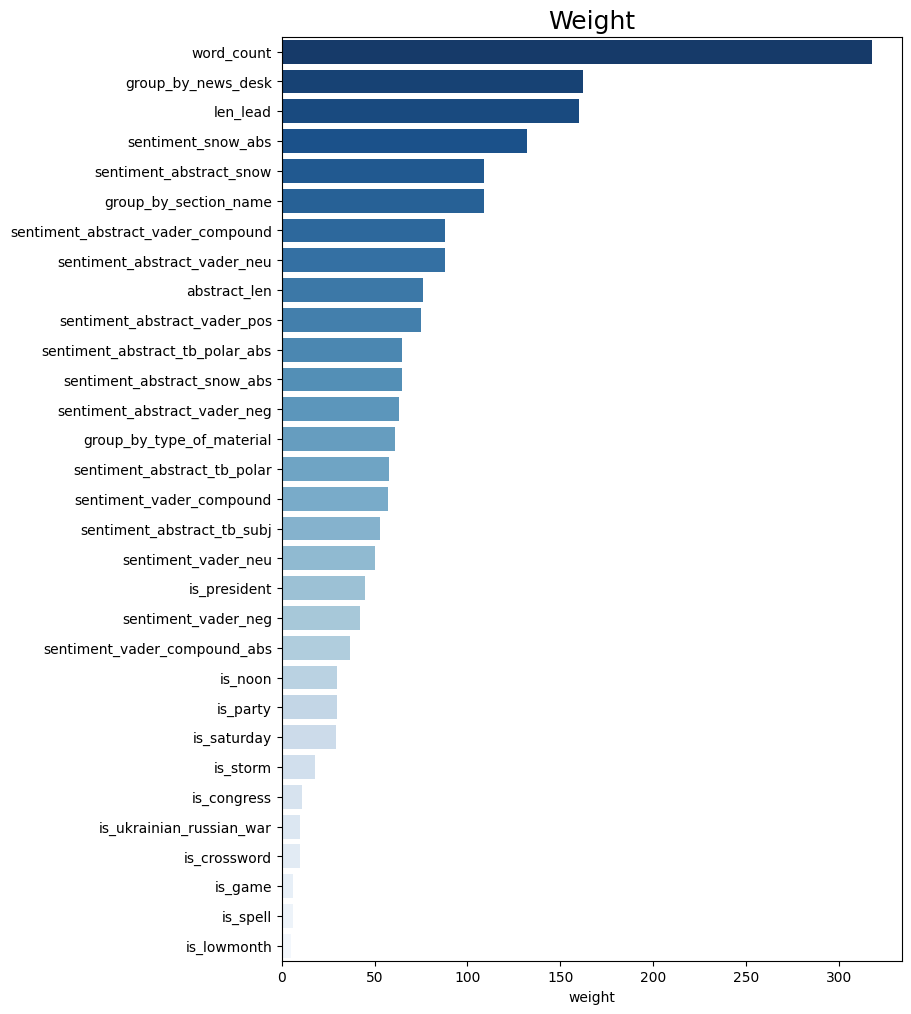 Weight
word_count
group_by_news_desk
len_lead
sentiment_snow_abs
sentiment_abstract_snow
group_by_section_name
sentiment_abstract_vader_compound
sentiment_abstract_vader_neu
abstract_len
sentiment_abstract_vader_pos
sentiment_abstract_tb_polar_abs
sentiment_abstract_snow_abs
sentiment_abstract_vader_neg
group_by_type_of_material
sentiment_abstract_tb_polar
sentiment_vader_compound
sentiment_abstract_tb_subj
sentiment_vader_neu
is_president
sentiment_vader_neg
sentiment_vader_compound_abs
is_noon
is_party
is_saturday
is_storm
is_congress
is_ukrainian_russian_war
is_crossword
is_game
is_spell
is_lowmonth
0 50 100 150 200 250 300
weight